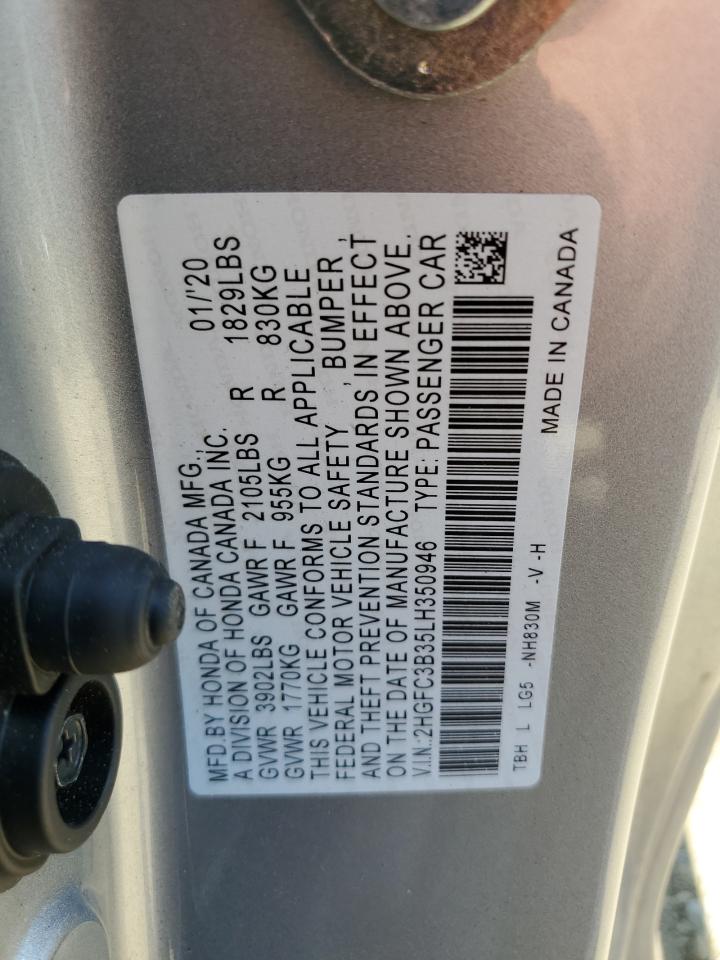 MFD.BY HONDA OF CANADA MFG., 01/'20
A DIVISION OF HONDA CANADA INC.
GVWR 3902LBS GAWR F 2105LBS R 1829LBS
GVWR 1770KG GAWR F 955KG R 830KG
THIS VEHICLE CONFORMS TO ALL APPLICABLE
FEDERAL MOTOR VEHICLE SAFETY, BUMPER,
AND THEFT PREVENTION STANDARDS, IN EFFECT
ON THE DATE OF MANUFACTURE SHOWN ABOVE.
V.I.N.:2HGFC3B35LH350946 TYPE: PASSENGER CAR
TBH L LG5 -NH830M -V -H MADE IN CANADA